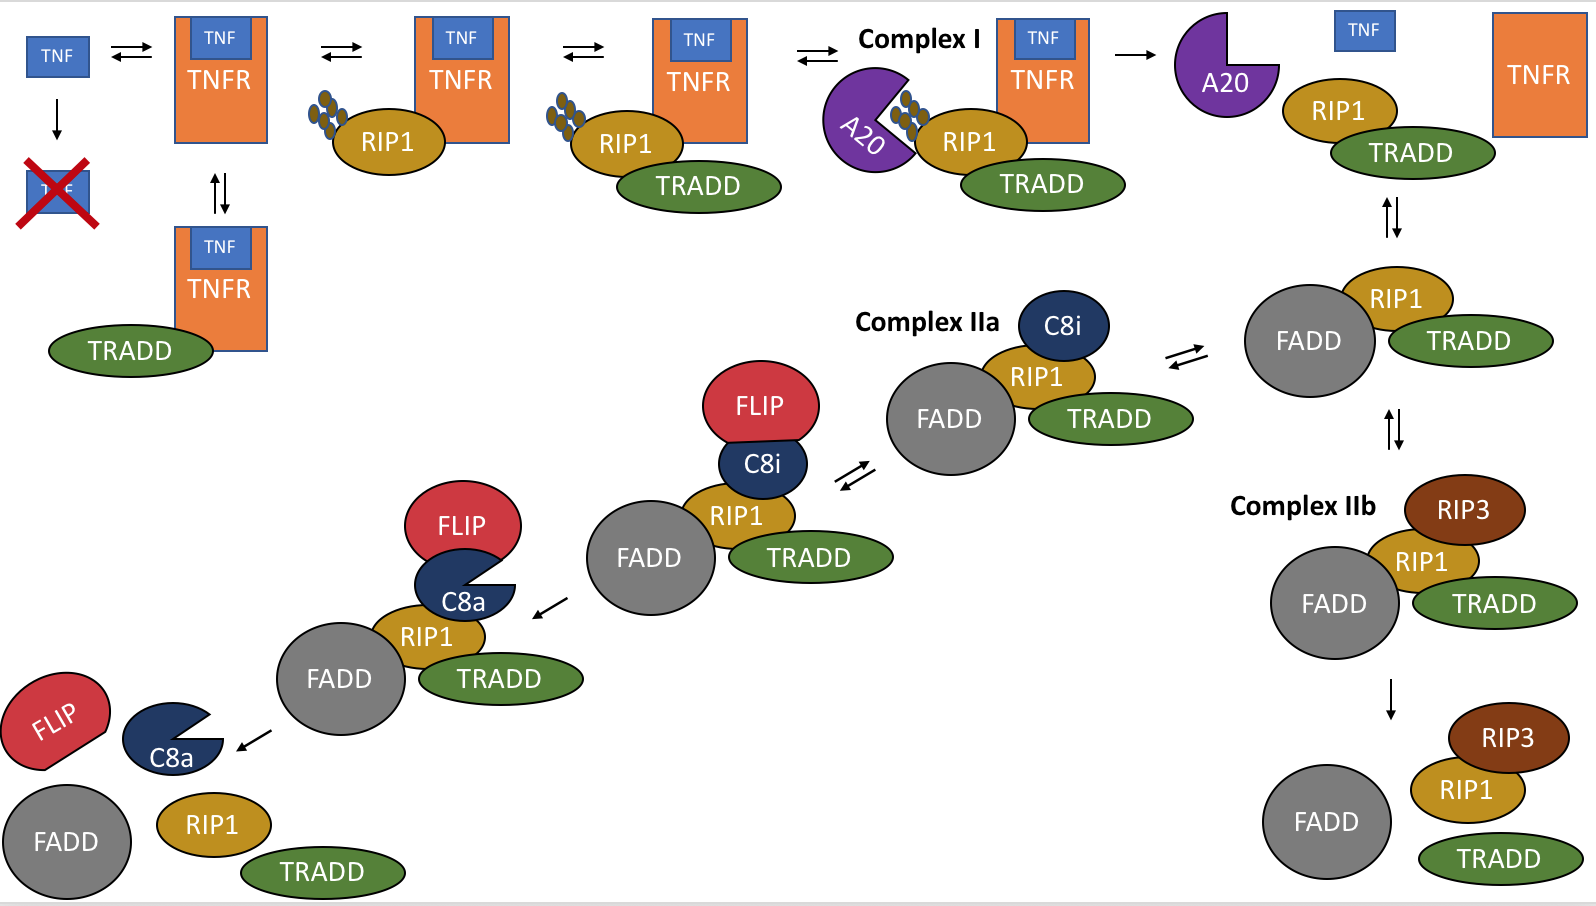 TNF
TNF
TNFR
TNF
TNFR
RIP1
TNF
TNFR
RIP1
TRADD
Complex I
TNF
TNFR
A20
RIP1
TRADD
A20
TNF
RIP1
TRADD
TNFR
TNF
TNF
TNFR
TRADD
FADD
RIP1
TRADD
Complex IIa
C8i
RIP1
FADD
TRADD
FLIP
C8i
RIP1
FADD
TRADD
FLIP
C8a
RIP1
FADD
TRADD
FLIP
C8a
FADD
RIP1
TRADD
Complex IIb
RIP3
RIP1
FADD
TRADD
RIP3
RIP1
FADD
TRADD